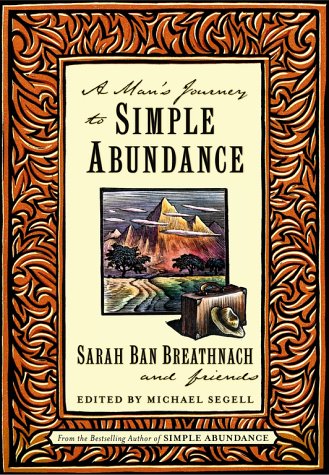 A Man's Journey
to SIMPLE
ABUNDANCE
SARAH BAN BREATHNACH
and friends
EDITED BY MICHAEL SEGELL
From the Bestselling Author of SIMPLE ABUNDANCE